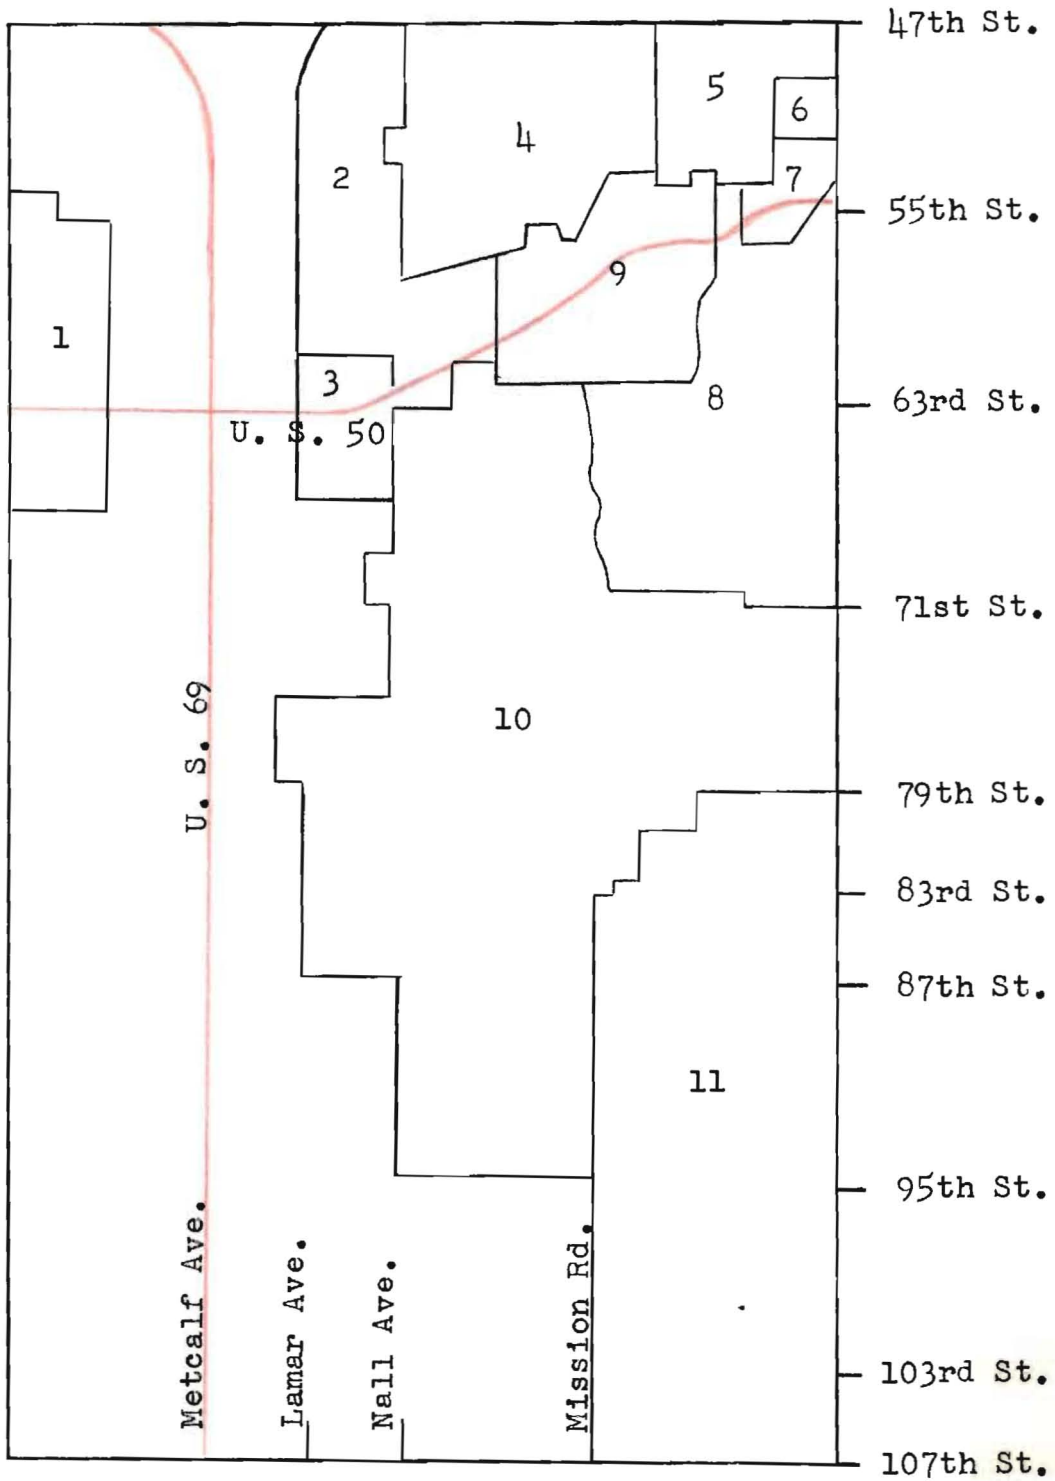 47th St.
5
6
4
2
7
55th St.
9
1
3
8
63rd St.
U. S. 50
71st St.
U. S. 69
10
79th St.
83rd St.
87th St.
11
95th St.
Metcalf Ave.
Lamar Ave.
Nall Ave.
Mission Rd.
103rd St.
107th St.